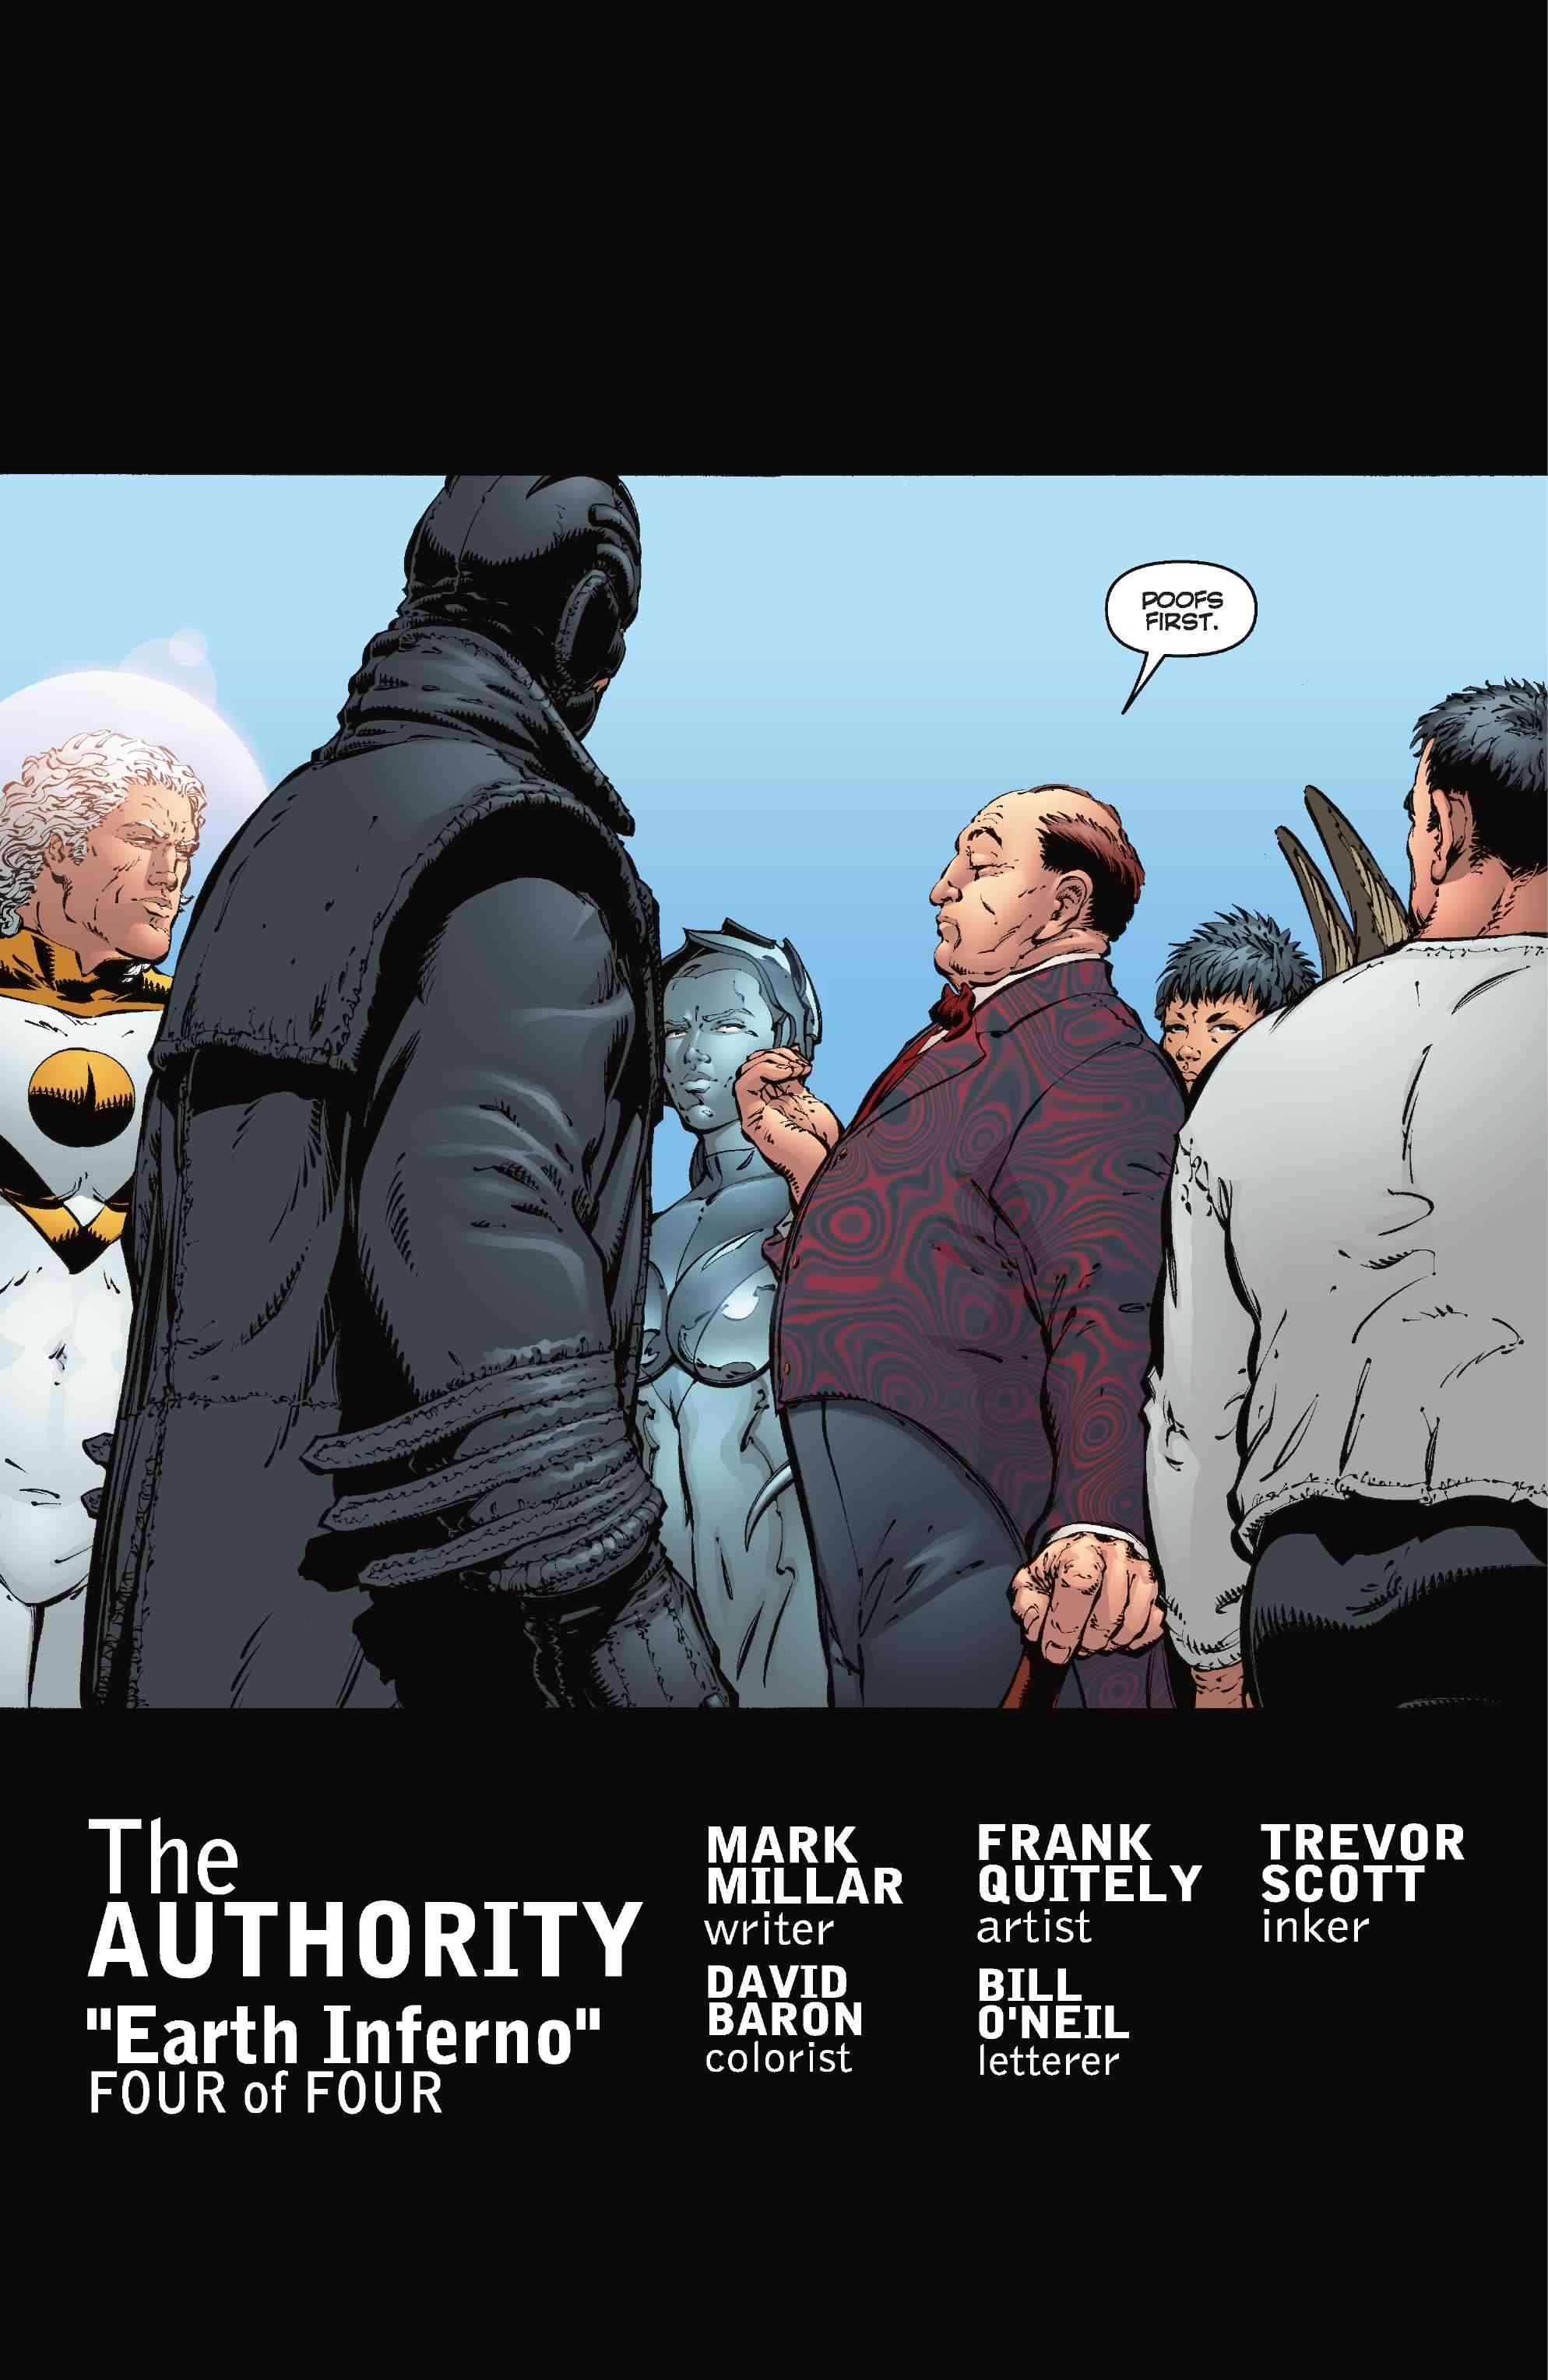 POOFS
FIRST.
The
AUTHORITY
"Earth Inferno"
FOUR of FOUR
MARK
MILLAR
writer
FRANK
QUITELY
artist
TREVOR
SCOTT
inker
DAVID
BARON
colorist
BILL
O'NEIL
letterer